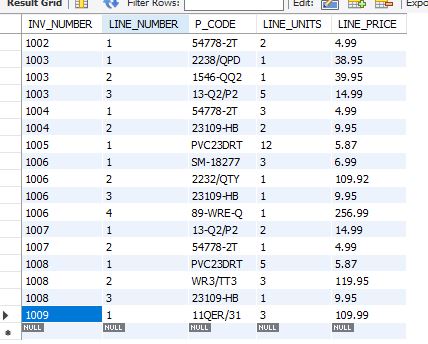 Result Grid Filter Rows: Edit: Expo
INV_NUMBER LINE_NUMBER P_CODE LINE_UNITS LINE_PRICE
1002 1 54778-2T 2 4.99
1003 1 2238/QPD 1 38.95
1003 2 1546-QQ2 1 39.95
1003 3 13-Q2/P2 5 14.99
1004 1 54778-2T 3 4.99
1004 2 23109-HB 2 9.95
1005 1 PVC23DRT 12 5.87
1006 1 SM-18277 3 6.99
1006 2 2232/QTY 1 109.92
1006 3 23109-HB 1 9.95
1006 4 89-WRE-Q 1 256.99
1007 1 13-Q2/P2 2 14.99
1007 2 54778-2T 1 4.99
1008 1 PVC23DRT 5 5.87
1008 2 WR3/TT3 3 119.95
1008 3 23109-HB 1 9.95
1009 1 11QER/31 3 109.99
NULL NULL NULL NULL NULL